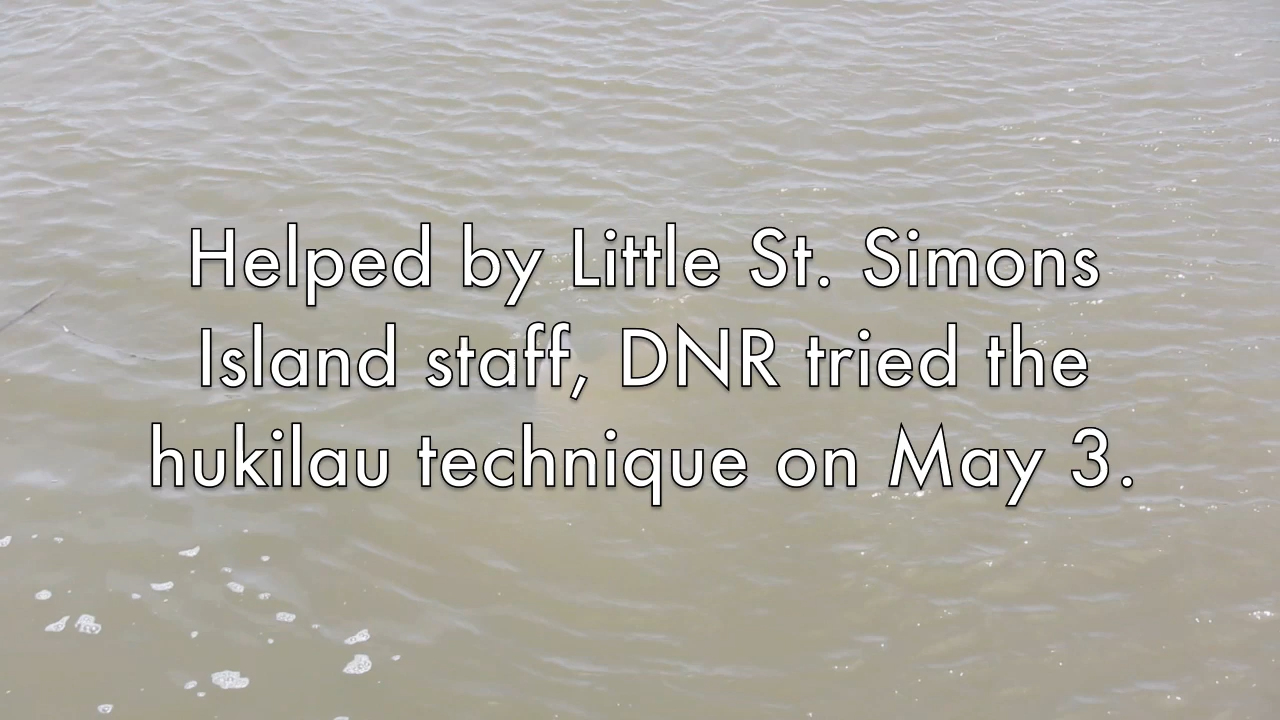 Helped by Little St. Simons
Island staff, DNR tried the
hukilau technique on May 3.